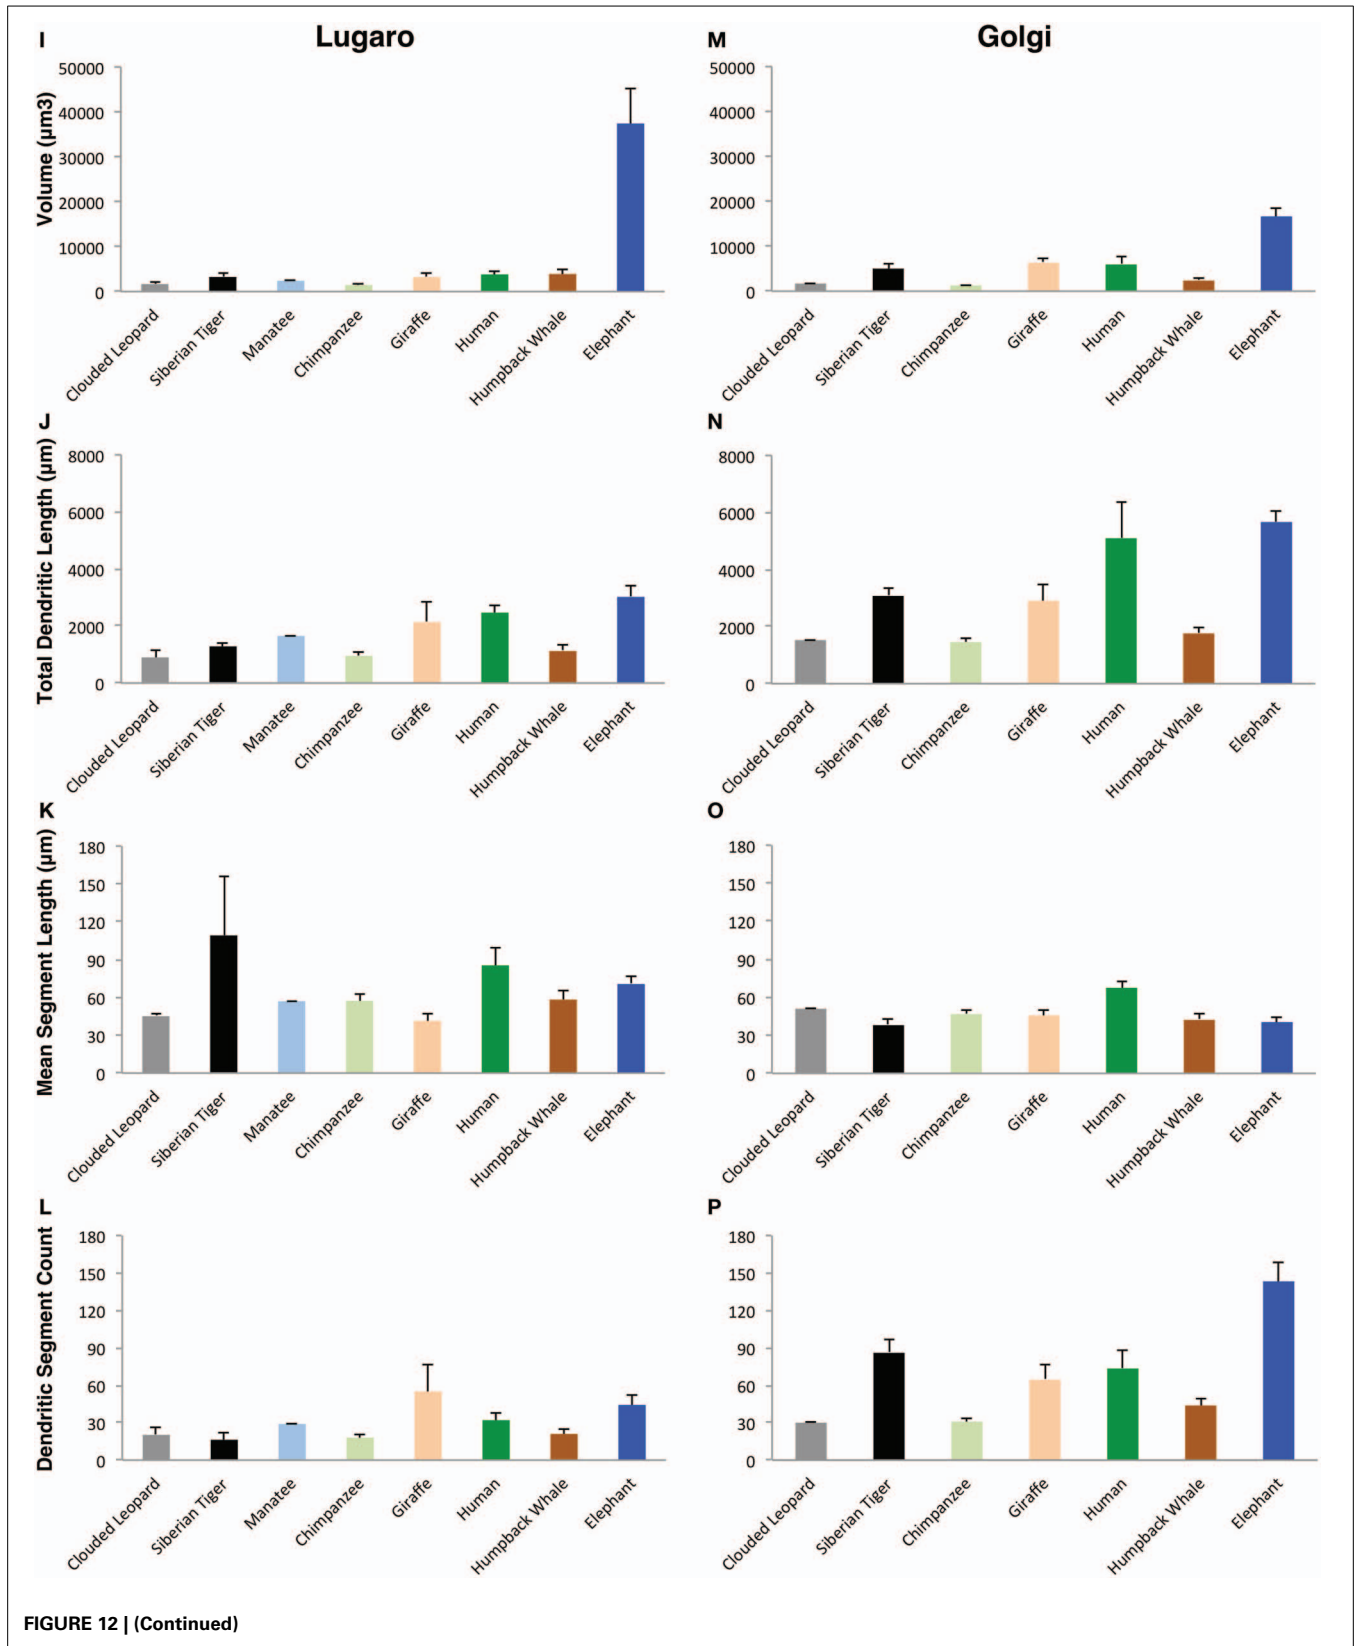 I
Lugaro
Volume (µm3)
50000
40000
30000
20000
10000
0
Clouded Leopard
Siberian Tiger
Manatee
Chimpanzee
Giraffe
Human
Humpback Whale
Elephant
M
Golgi
50000
40000
30000
20000
10000
0
Clouded Leopard
Siberian Tiger
Chimpanzee
Giraffe
Human
Humpback Whale
Elephant
J
Total Dendritic Length (µm)
8000
6000
4000
2000
0
Clouded Leopard
Siberian Tiger
Manatee
Chimpanzee
Giraffe
Human
Humpback Whale
Elephant
N
8000
6000
4000
2000
0
Clouded Leopard
Siberian Tiger
Chimpanzee
Giraffe
Human
Humpback Whale
Elephant
K
Mean Segment Length (µm)
180
150
120
90
60
30
0
Clouded Leopard
Siberian Tiger
Manatee
Chimpanzee
Giraffe
Human
Humpback Whale
Elephant
O
180
150
120
90
60
30
0
Clouded Leopard
Siberian Tiger
Chimpanzee
Giraffe
Human
Humpback Whale
Elephant
L
Dendritic Segment Count
180
150
120
90
60
30
0
Clouded Leopard
Siberian Tiger
Manatee
Chimpanzee
Giraffe
Human
Humpback Whale
Elephant
P
180
150
120
90
60
30
0
Clouded Leopard
Siberian Tiger
Chimpanzee
Giraffe
Human
Humpback Whale
Elephant
FIGURE 12 | (Continued)